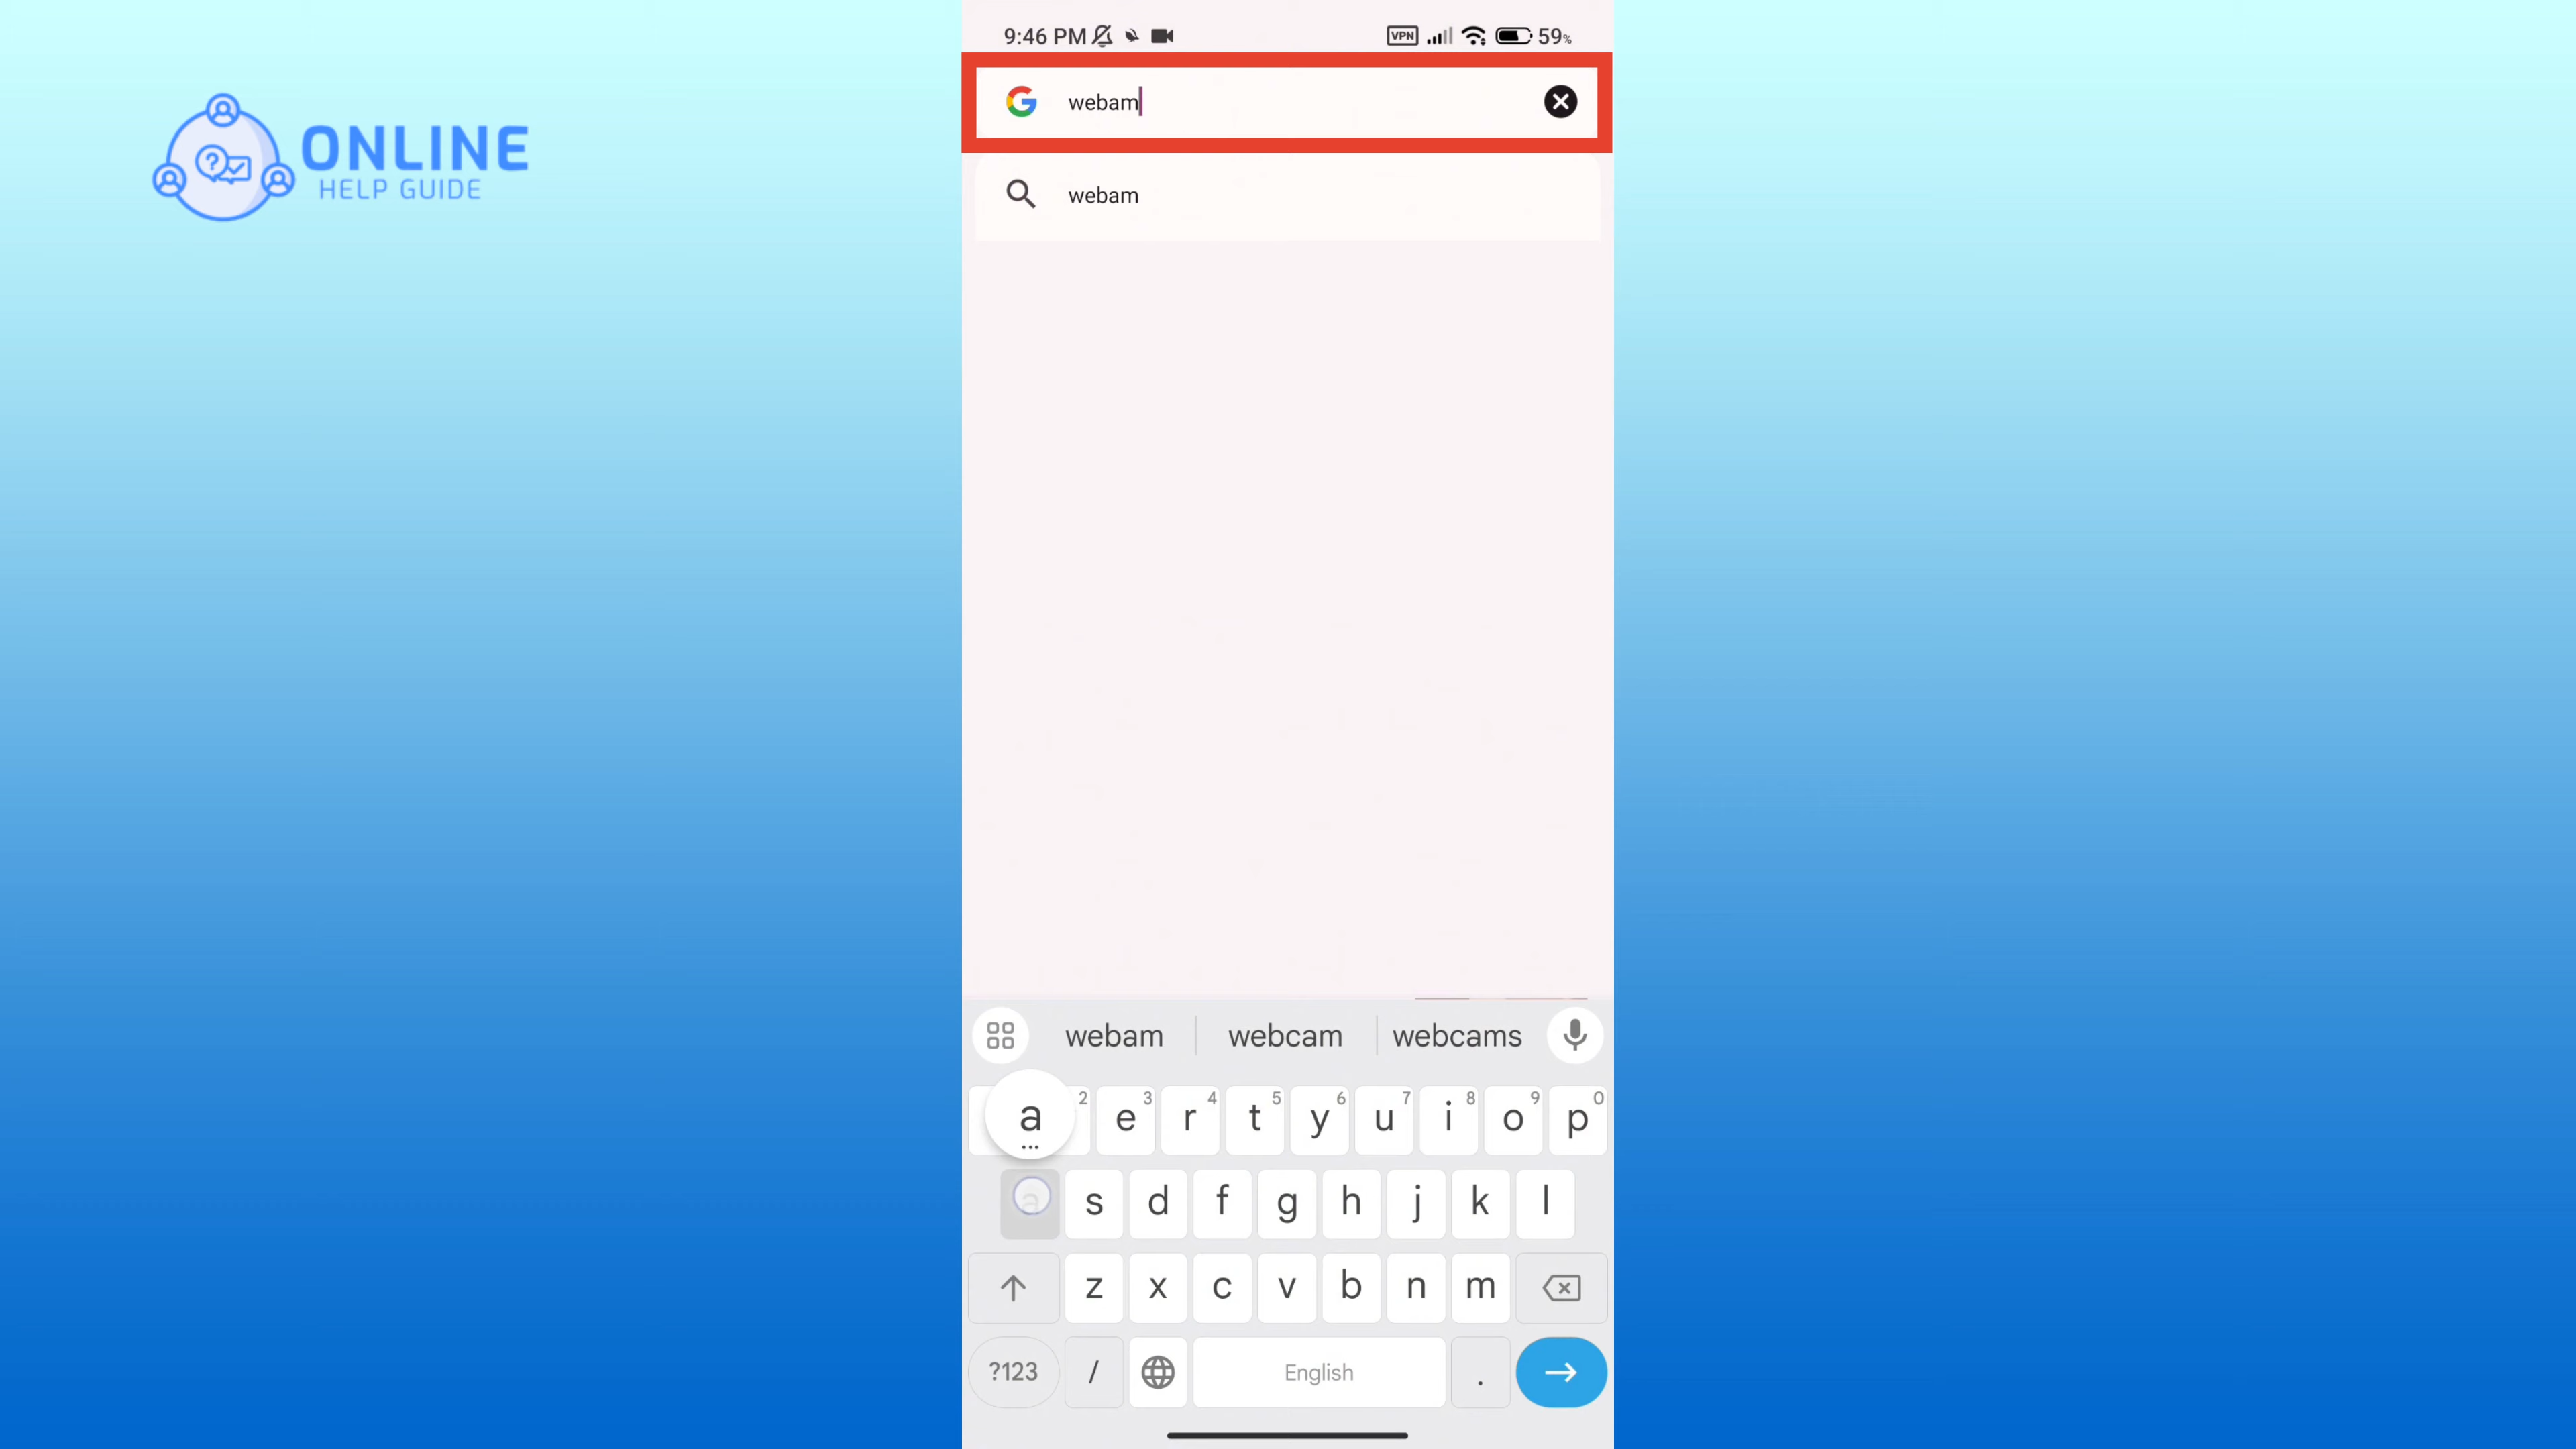 ONLINE
HELP GUIDE
9:46 PM VPN 59%
webam
webam
webam webcam webcams
a 2 e 3 r 4 t 5 y 6 u 7 i 8 o 9 p 0
a s d f g h j k l
z x c v b n m
?123 / English .